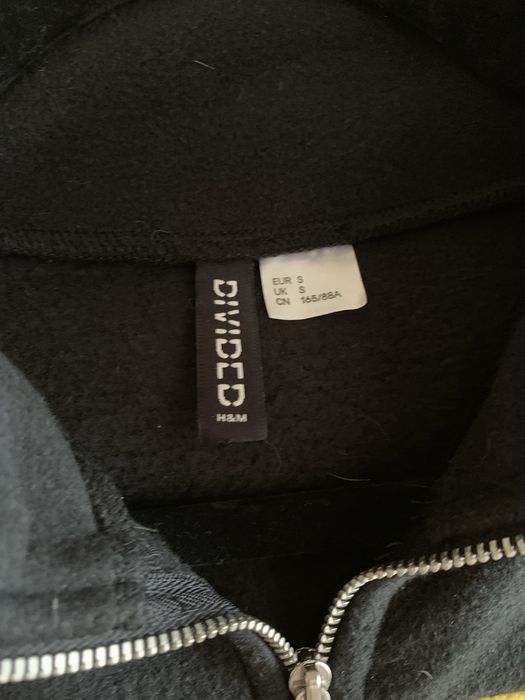 DIVIDED
H&M
EUR S
UK S
CN 165/88A